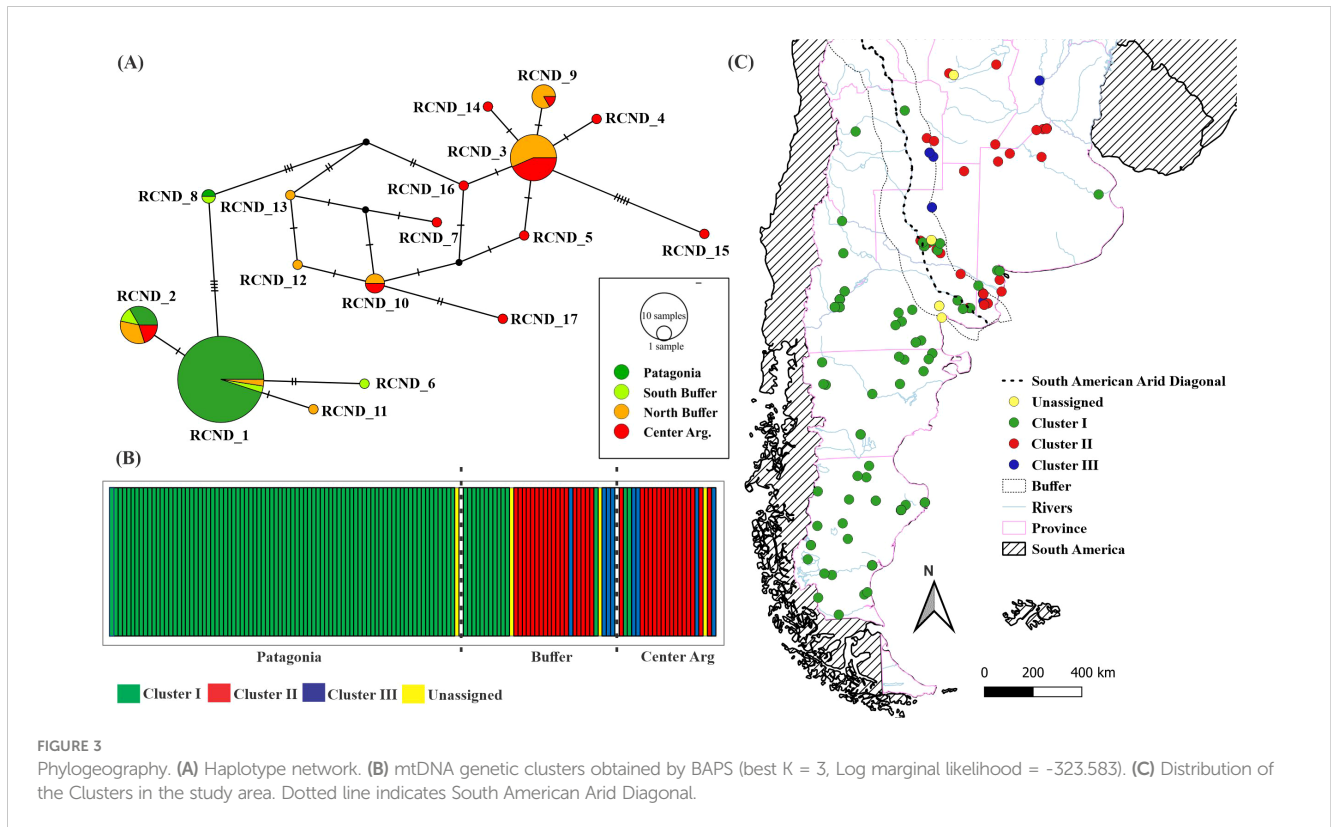 (A)
RCND_9
RCND_14
RCND_4
RCND_3
RCND_8
RCND_13
RCND_16
RCND_7
RCND_5
RCND_15
RCND_12
RCND_10
RCND_2
RCND_17
RCND_6
RCND_11
RCND_1
10 samples
1 sample
Patagonia
South Buffer
North Buffer
Center Arg.
(B)
Patagonia
Buffer
Center Arg
Cluster I
Cluster II
Cluster III
Unassigned
(C)
South American Arid Diagonal
Unassigned
Cluster I
Cluster II
Cluster III
Buffer
Rivers
Province
South America
N
0 200 400 km
FIGURE 3
Phylogeography. (A) Haplotype network. (B) mtDNA genetic clusters obtained by BAPS (best K = 3, Log marginal likelihood = -323.583). (C) Distribution of
the Clusters in the study area. Dotted line indicates South American Arid Diagonal.